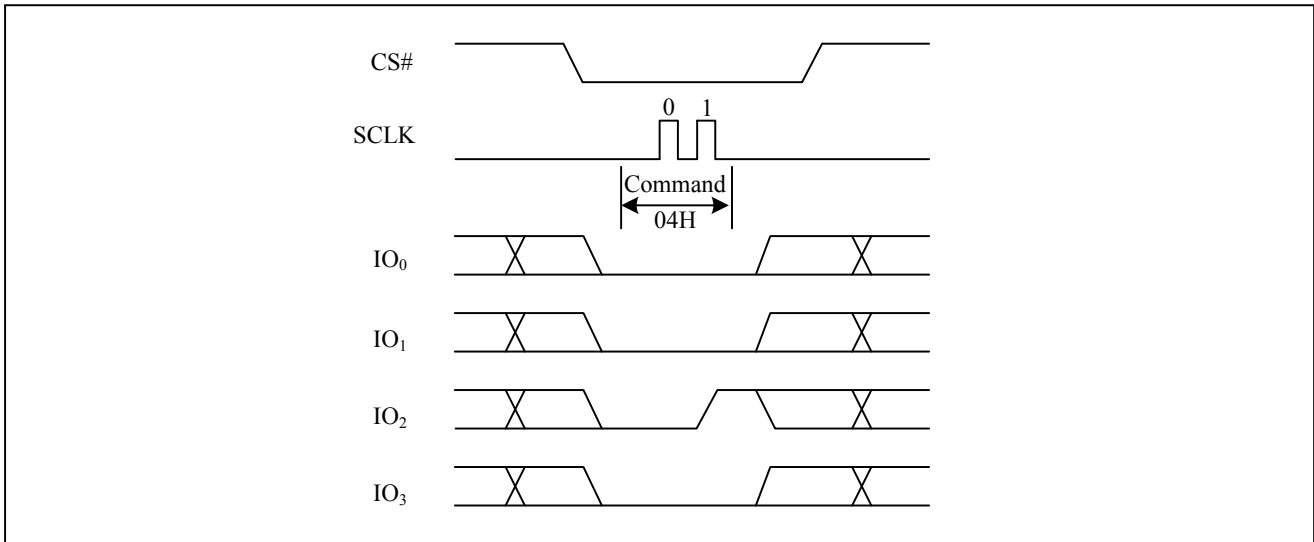 CS#
0 1
SCLK
Command
04H
IO₀
IO₁
IO₂
IO₃